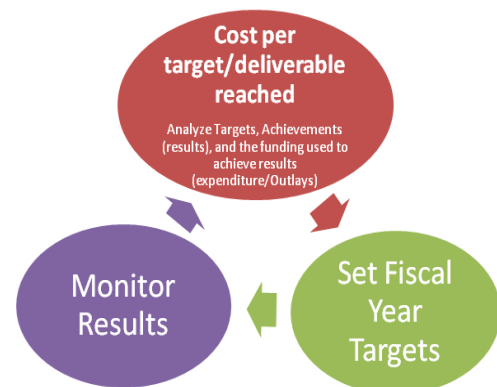 Cost per
target/deliverable
reached
Analyze Targets, Achievements
(results), and the funding used to
achieve results
(expenditure/Outlays)
Monitor
Results
Set Fiscal
Year
Targets